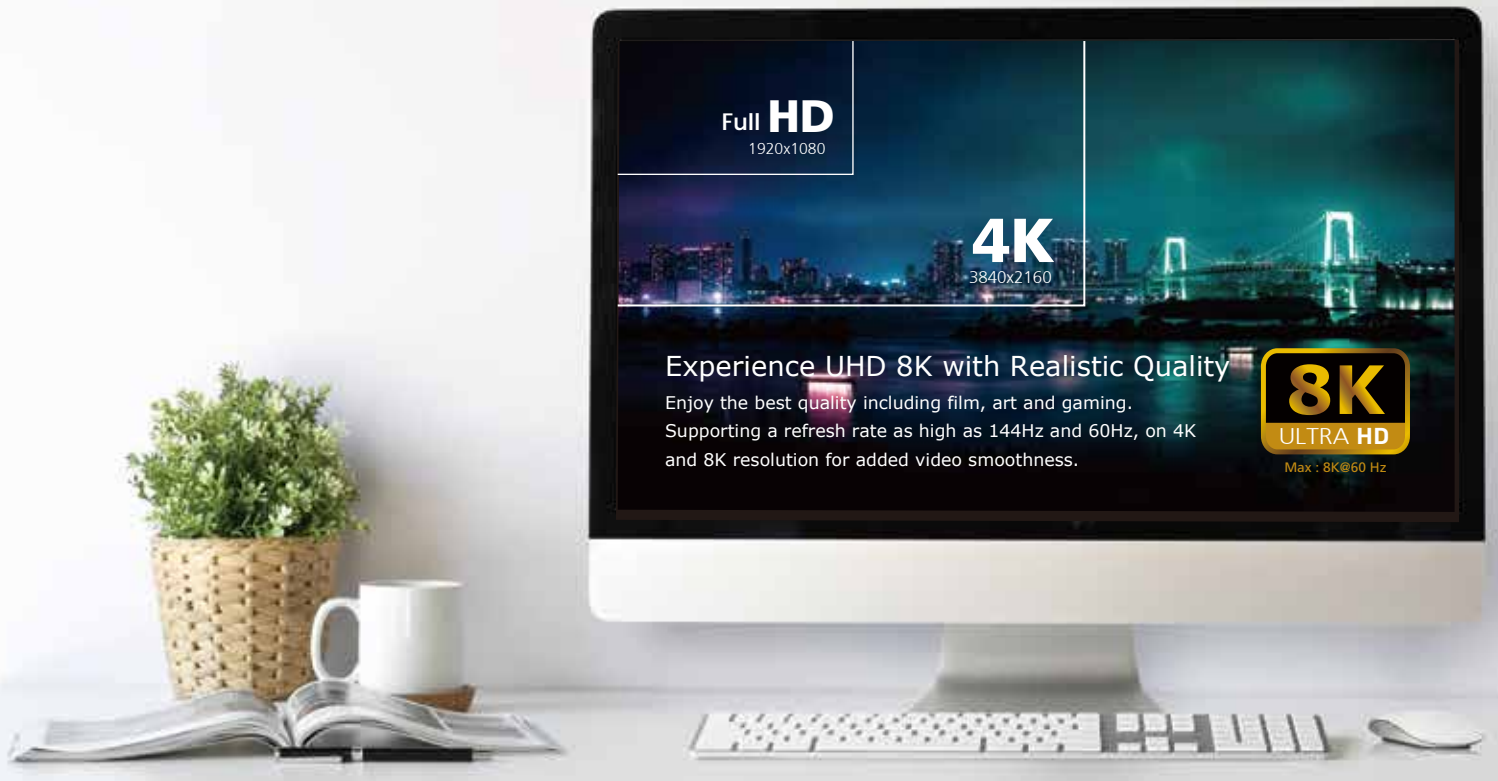 Full HD
1920x1080
4K
3840x2160
Experience UHD 8K with Realistic Quality
Enjoy the best quality including film, art and gaming.
Supporting a refresh rate as high as 144Hz and 60Hz, on 4K
and 8K resolution for added video smoothness.
8K
ULTRA HD
Max : 8K@60 Hz